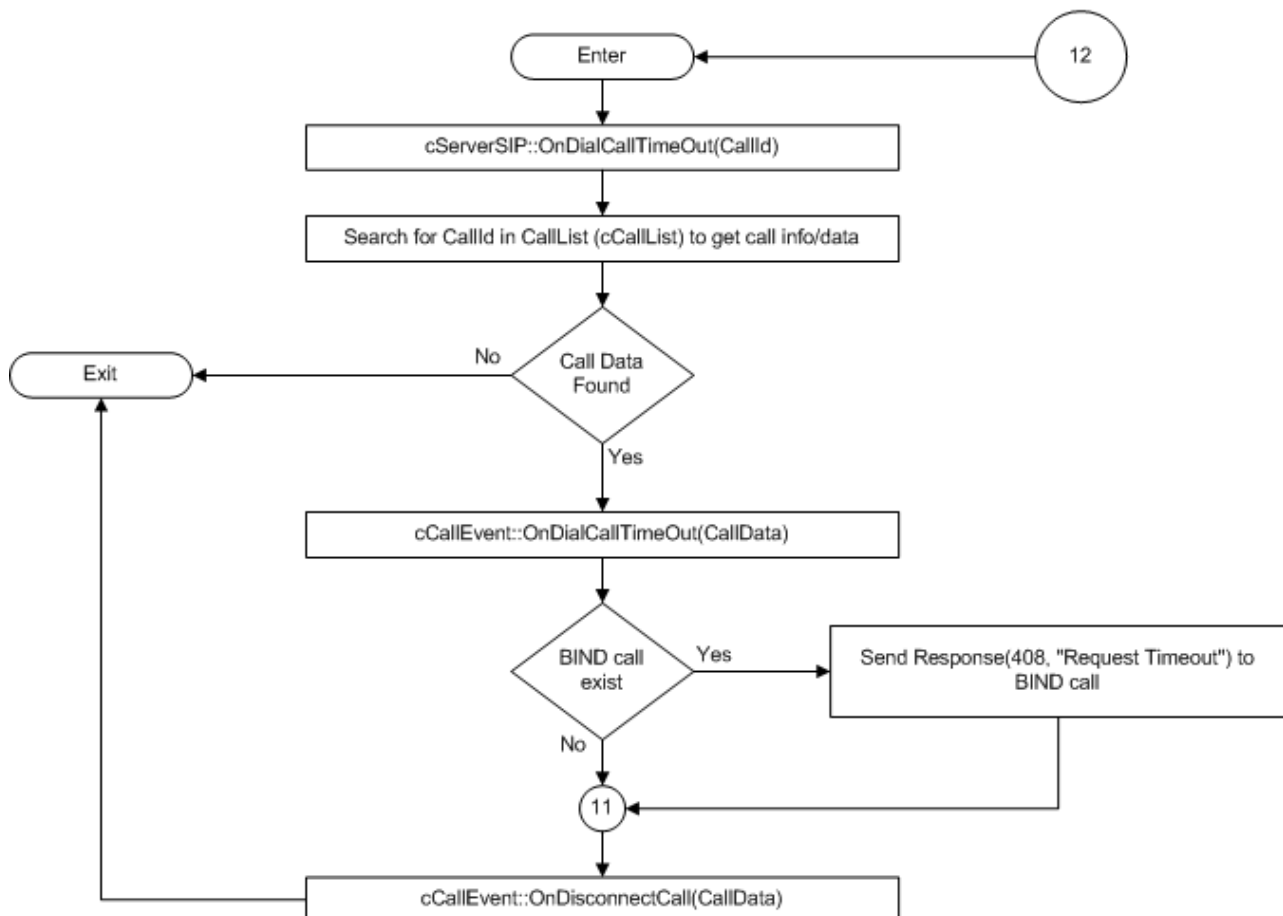 Enter
12
cServerSIP::OnDialCallTimeOut(CallId)
Search for CallId in CallList (cCallList) to get call info/data
No
Call Data
Found
Exit
Yes
cCallEvent::OnDialCallTimeOut(CallData)
BIND call
exist
Yes
Send Response(408, "Request Timeout") to
BIND call
No
11
cCallEvent::OnDisconnectCall(CallData)